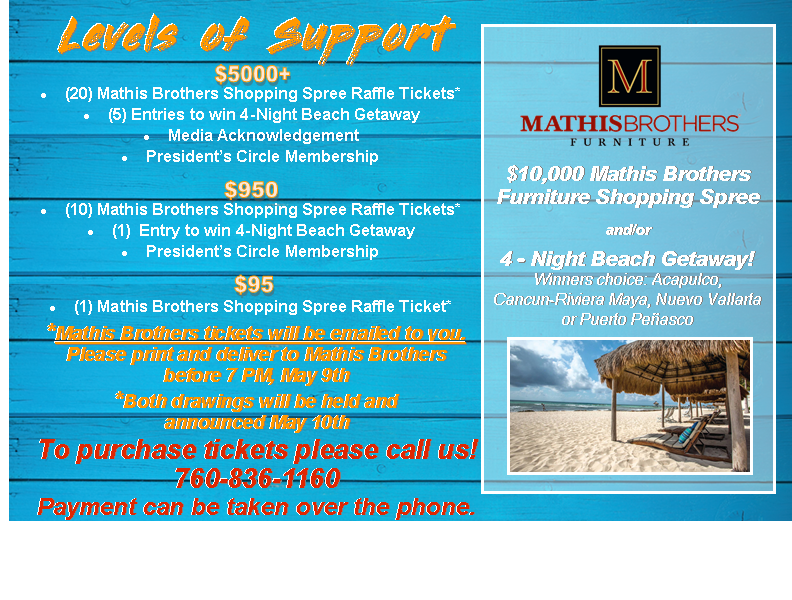 Levels of Support
$5000+
• (20) Mathis Brothers Shopping Spree Raffle Tickets*
• (5) Entries to win 4-Night Beach Getaway
• Media Acknowledgement
• President's Circle Membership
$950
• (10) Mathis Brothers Shopping Spree Raffle Tickets*
• (1) Entry to win 4-Night Beach Getaway
• President's Circle Membership
$95
• (1) Mathis Brothers Shopping Spree Raffle Ticket*
*Mathis Brothers tickets will be emailed to you.
Please print and deliver to Mathis Brothers
before 7 PM, May 9th
*Both drawings will be held and
announced May 10th
To purchase tickets please call us!
760-836-1160
Payment can be taken over the phone.
M
MATHISBROTHERS
FURNITURE
$10,000 Mathis Brothers
Furniture Shopping Spree
and/or
4 - Night Beach Getaway!
Winners choice: Acapulco,
Cancun-Riviera Maya, Nuevo Vallarta
or Puerto Peñasco